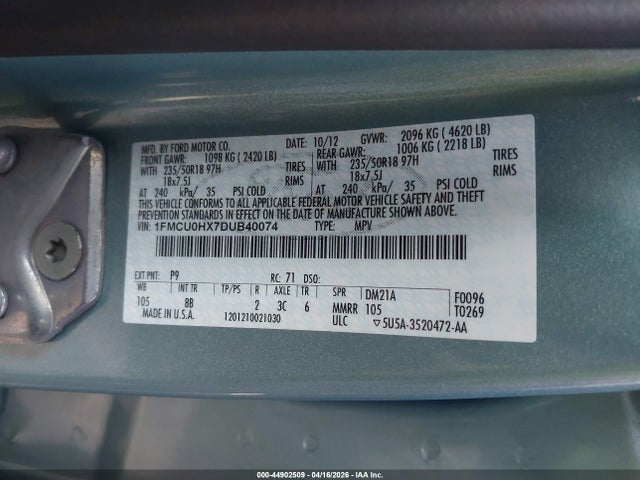 MFD. BY FORD MOTOR CO.
DATE: 10/12 GVWR: 2096 KG ( 4620 LB)
FRONT GAWR: 1098 KG ( 2420 LB) REAR GAWR: 1006 KG ( 2218 LB)
WITH 235/50R18 97H TIRES WITH 235/50R18 97H TIRES
18x7.5J RIMS 18x7.5J RIMS
AT 240 kPa/ 35 PSI COLD AT 240 kPa/ 35 PSI COLD
THIS VEHICLE CONFORMS TO ALL APPLICABLE FEDERAL MOTOR VEHICLE SAFETY AND BUMPER STANDARDS
IN EFFECT ON THE DATE OF MANUFACTURE SHOWN ABOVE.
VIN: 1FMCU0HX7DUB40074 TYPE: MPV
EXT PNT: P9 RC: 71 DSO:
WB INT TR TP/PS R AXLE TR SPR DM21A F0096
105 8B 2 3C 6 MMRR 105 T0269
MADE IN U.S.A. 1201210021030 ULC ▽5U5A-3520472-AA
000-44902509 - 04/16/2026 - IAA Inc.